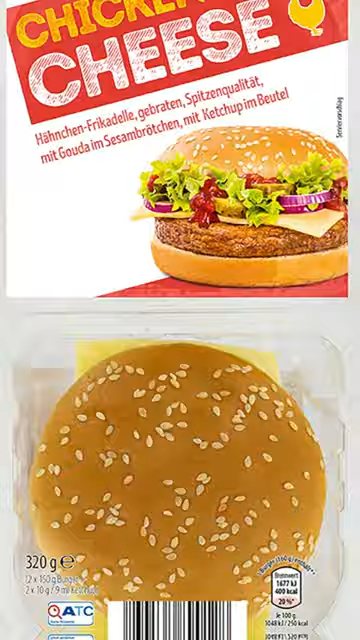 CHICKEN
CHEESE
Hähnchen-Frikadelle, gebraten, Spitzenqualität,
mit Gouda im Sesambrötchen, mit Ketchup im Beutel
Serviervorschlag
320 g e
(2 x 150 g Burger
2 x 10 g / 9 ml Ketchup)
Brennwert
1677 kJ
400 kcal
20 %*
Je 100 g
1048 kJ / 250 kcal
ATC